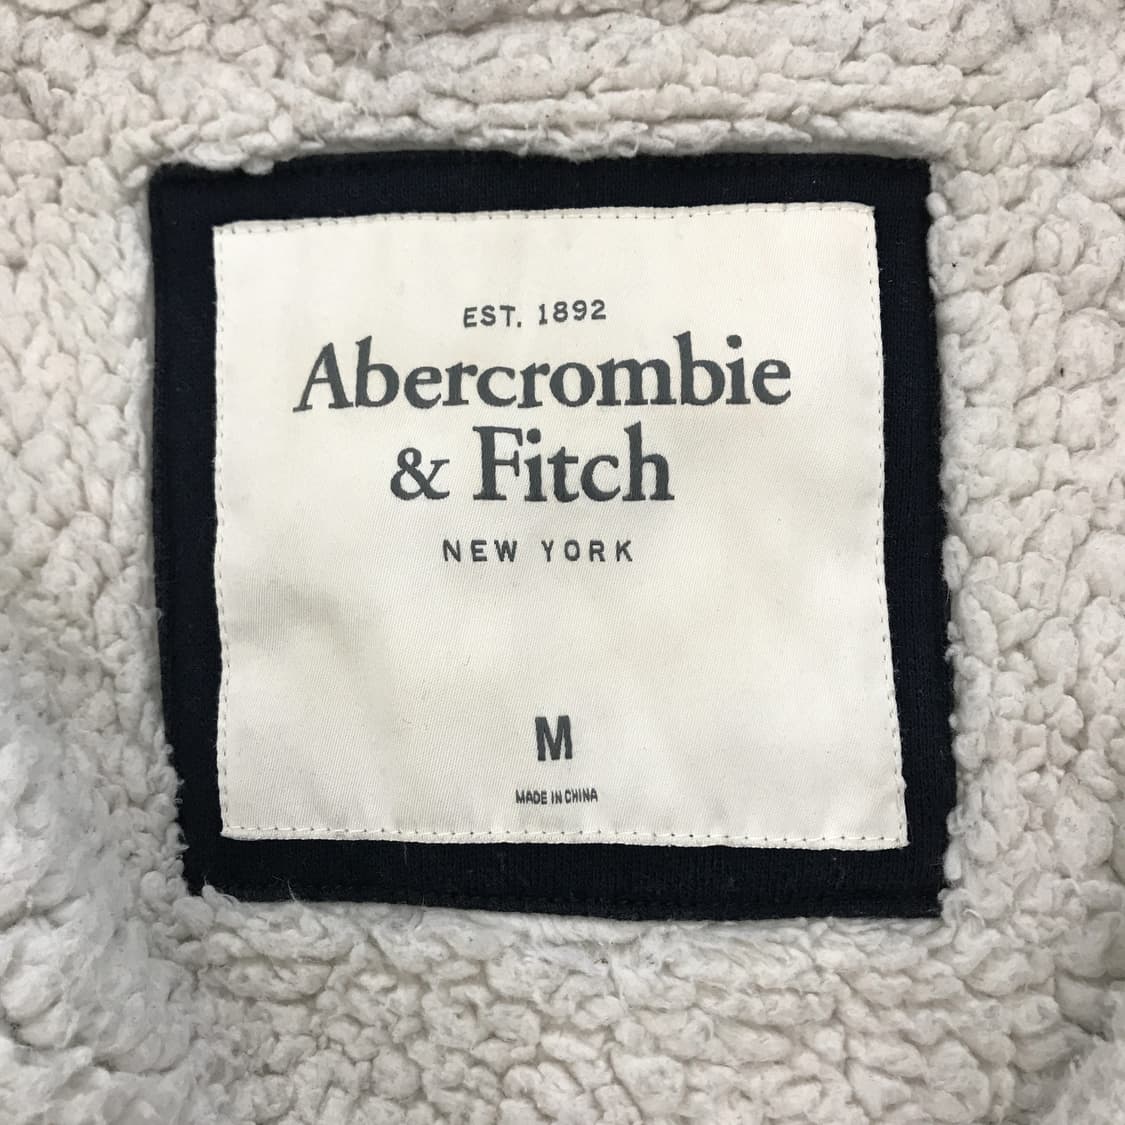 EST. 1892
Abercrombie
& Fitch
NEW YORK
M
MADE IN CHINA